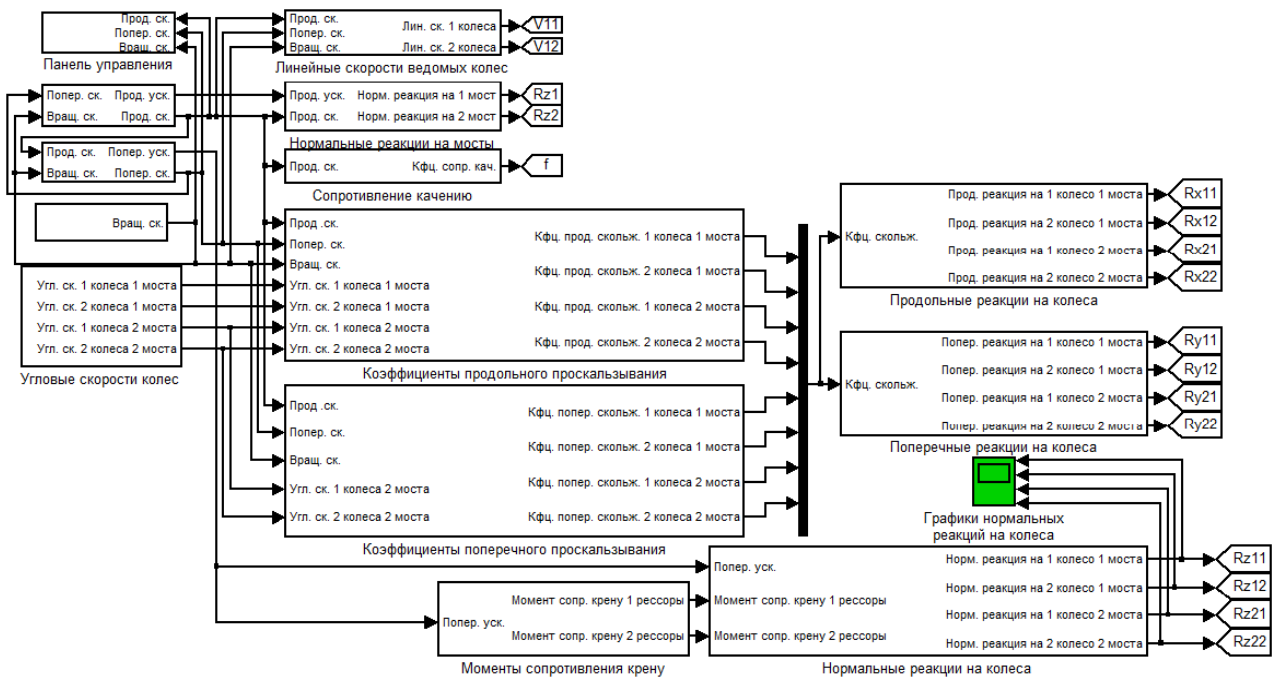 Прод. ск.
Попер. ск.
Вращ. ск.
Панель управления
Прод. ск.
Попер. ск.
Вращ. ск.
Лин. ск. 1 колеса
Лин. ск. 2 колеса
V11
V12
Линейные скорости ведомых колес
Попер. ск. Прод. уск.
Вращ. ск. Прод. ск.
Прод. уск. Норм. реакция на 1 мост
Прод. ск. Норм. реакция на 2 мост
Rz1
Rz2
Нормальные реакции на мосты
Прод. ск. Попер. уск.
Вращ. ск. Попер. ск.
Прод. ск. Кфц. сопр. кач.
f
Сопротивление качению
Вращ. ск.
Прод .ск.
Попер. ск.
Вращ. ск.
Угл. ск. 1 колеса 1 моста
Угл. ск. 2 колеса 1 моста
Угл. ск. 1 колеса 2 моста
Угл. ск. 2 колеса 2 моста
Кфц. прод. скольж. 1 колеса 1 моста
Кфц. прод. скольж. 2 колеса 1 моста
Кфц. прод. скольж. 1 колеса 2 моста
Кфц. прод. скольж. 2 колеса 2 моста
Коэффициенты продольного проскальзывания
Угл. ск. 1 колеса 1 моста
Угл. ск. 2 колеса 1 моста
Угл. ск. 1 колеса 2 моста
Угл. ск. 2 колеса 2 моста
Угловые скорости колес
Прод .ск.
Попер. ск.
Вращ. ск.
Угл. ск. 1 колеса 2 моста
Угл. ск. 2 колеса 2 моста
Кфц. попер. скольж. 1 колеса 1 моста
Кфц. попер. скольж. 2 колеса 1 моста
Кфц. попер. скольж. 1 колеса 2 моста
Кфц. попер. скольж. 2 колеса 2 моста
Коэффициенты поперечного проскальзывания
Кфц. скольж.
Прод. реакция на 1 колесо 1 моста
Прод. реакция на 2 колесо 1 моста
Прод. реакция на 1 колесо 2 моста
Прод. реакция на 2 колесо 2 моста
Rx11
Rx12
Rx21
Rx22
Продольные реакции на колеса
Кфц. скольж.
Попер. реакция на 1 колесо 1 моста
Попер. реакция на 2 колесо 1 моста
Попер. реакция на 1 колесо 2 моста
Попер. реакция на 2 колесо 2 моста
Ry11
Ry12
Ry21
Ry22
Поперечные реакции на колеса
Графики нормальных
реакций на колеса
Попер. уск.
Момент сопр. крену 1 рессоры
Момент сопр. крену 2 рессоры
Моменты сопротивления крену
Попер. уск.
Момент сопр. крену 1 рессоры
Момент сопр. крену 2 рессоры
Норм. реакция на 1 колесо 1 моста
Норм. реакция на 2 колесо 1 моста
Норм. реакция на 1 колесо 2 моста
Норм. реакция на 2 колесо 2 моста
Rz11
Rz12
Rz21
Rz22
Нормальные реакции на колеса